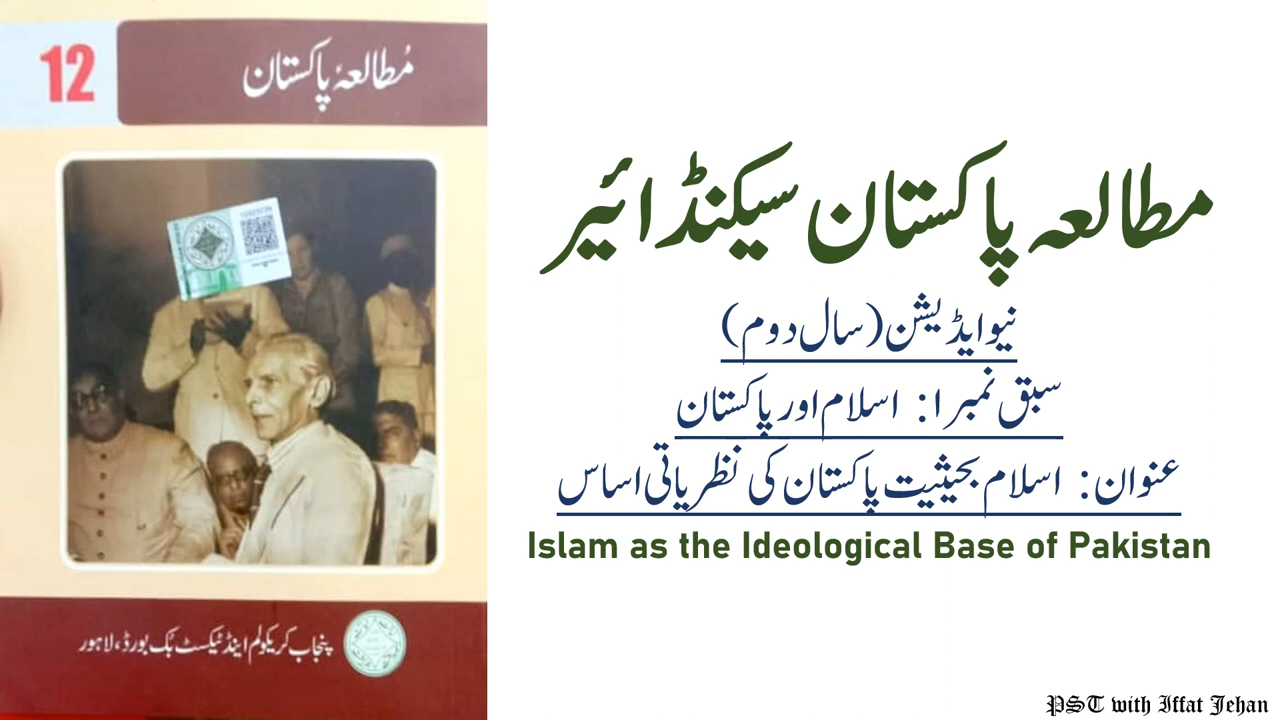 12
مُطالعۂ پاکستان
پنجاب کریکولم اینڈ ٹیکسٹ بُک بورڈ، لاہور
مطالعہ پاکستان سیکنڈ ائیر
نیو ایڈیشن (سال دوم)
سبق نمبر ۱: اسلام اور پاکستان
عنوان: اسلام بحیثیت پاکستان کی نظریاتی اساس
Islam as the Ideological Base of Pakistan
PST with Iffat Jehan